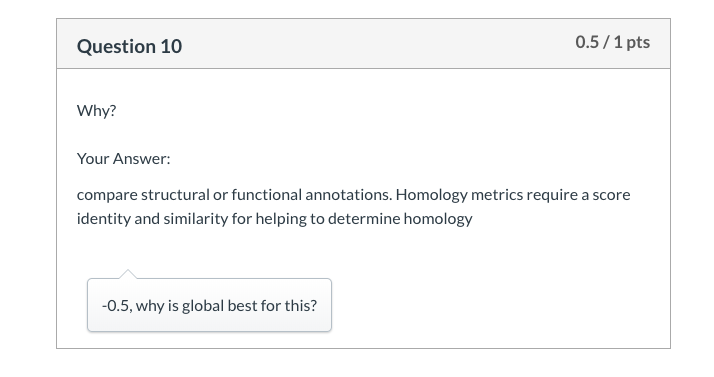 Question 10
0.5 / 1 pts
Why?
Your Answer:
compare structural or functional annotations. Homology metrics require a score
identity and similarity for helping to determine homology
-0.5, why is global best for this?